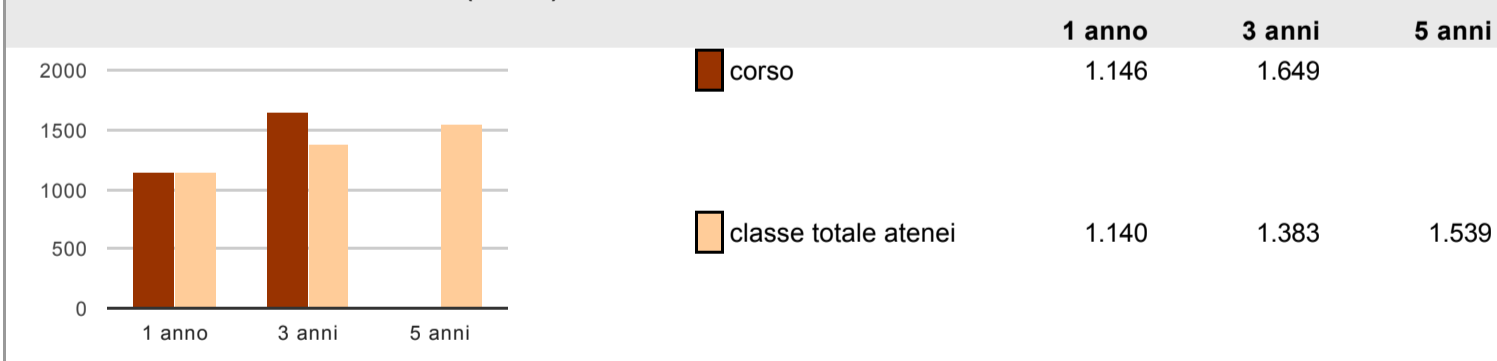 1 anno 3 anni 5 anni
2000
1500
1000
500
0
1 anno 3 anni 5 anni
corso 1.146 1.649
classe totale atenei 1.140 1.383 1.539